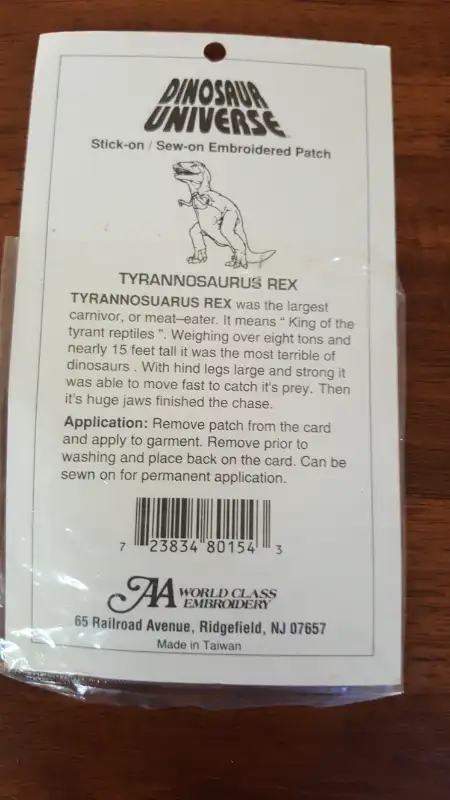 DINOSAUR
UNIVERSE
Stick-on / Sew-on Embroidered Patch
TYRANNOSAURUS REX
TYRANNOSUARUS REX was the largest
carnivor, or meat-eater. It means " King of the
tyrant reptiles ". Weighing over eight tons and
nearly 15 feet tall it was the most terrible of
dinosaurs . With hind legs large and strong it
was able to move fast to catch it's prey. Then
it's huge jaws finished the chase.
Application: Remove patch from the card
and apply to garment. Remove prior to
washing and place back on the card. Can be
sewn on for permanent application.
7 23834 80154 3
AA WORLD CLASS
EMBROIDERY
65 Railroad Avenue, Ridgefield, NJ 07657
Made in Taiwan